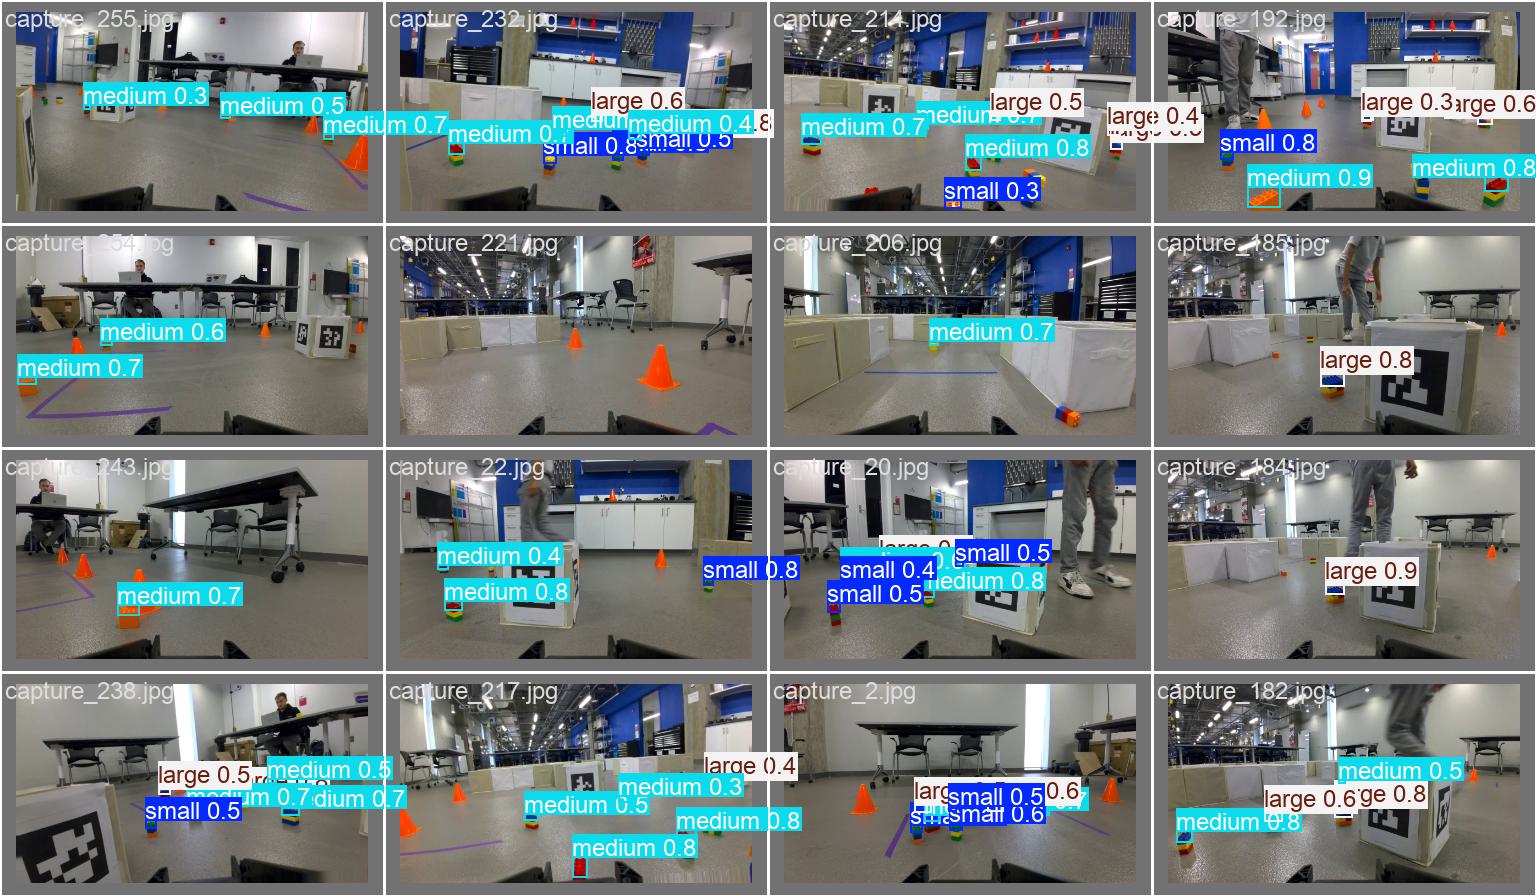 capture_255.jpg
medium 0.3
medium 0.5
medium 0.7
capture_232.jpg
large 0.6
medium 0.4
small 0.8
small 0.5
capture_214.jpg
large 0.5
large 0.4
medium 0.7
medium 0.8
small 0.3
capture_192.jpg
large 0.3
small 0.8
medium 0.8
medium 0.9
capture_254.jpg
medium 0.6
medium 0.7
capture_221.jpg
capture_206.jpg
medium 0.7
capture_185.jpg
large 0.8
capture_243.jpg
medium 0.7
capture_22.jpg
medium 0.4
small 0.8
medium 0.8
capture_20.jpg
small 0.5
small 0.4
medium 0.8
small 0.5
capture_184.jpg
large 0.9
capture_238.jpg
large 0.5
medium 0.5
small 0.5
capture_217.jpg
large 0.4
medium 0.3
medium 0.5
medium 0.8
medium 0.8
capture_2.jpg
small 0.5
small 0.6
capture_182.jpg
medium 0.5
large 0.6
medium 0.8